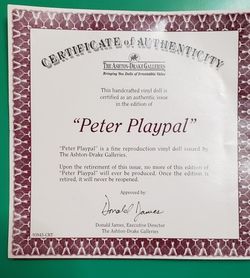 CERTIFICATE of AUTHENTICITY
THE ASHTON-DRAKE GALLERIES
Bringing You Dolls of Irresistible Value
This handcrafted vinyl doll is
certified as an authentic issue
in the edition of
"Peter Playpal"
"Peter Playpal" is a fine reproduction vinyl doll issued by
The Ashton-Drake Galleries.
Upon the retirement of this issue, no more of this edition of
"Peter Playpal" will ever be produced. Once the edition is
retired, it will never be reopened.
Approved by:
Donald James
Donald James, Executive Director
The Ashton-Drake Galleries